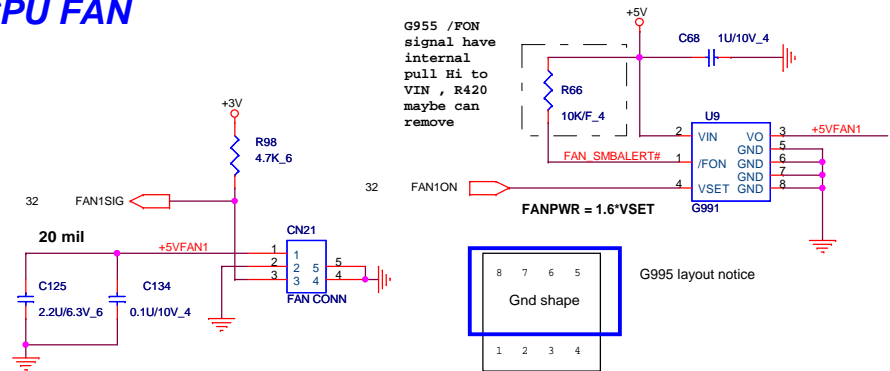 CPU FAN
G955 /FON
signal have
internal
pull Hi to
VIN , R420
maybe can
remove
+5V
C68 1U/10V_4
R66
10K/F_4
U9
2 VIN VO 3 +5VFAN1
GND 5
FAN_SMBALERT# 1 /FON GND 6
GND 7
32 FAN1ON 4 VSET GND 8
G991
FANPWR = 1.6*VSET
+3V
R98
4.7K_6
32 FAN1SIG
20 mil
+5VFAN1
CN21
1 1
2 2 5 5
3 3 4 4
FAN CONN
C125
2.2U/6.3V_6
C134
0.1U/10V_4
8 7 6 5
Gnd shape
1 2 3 4
G995 layout notice